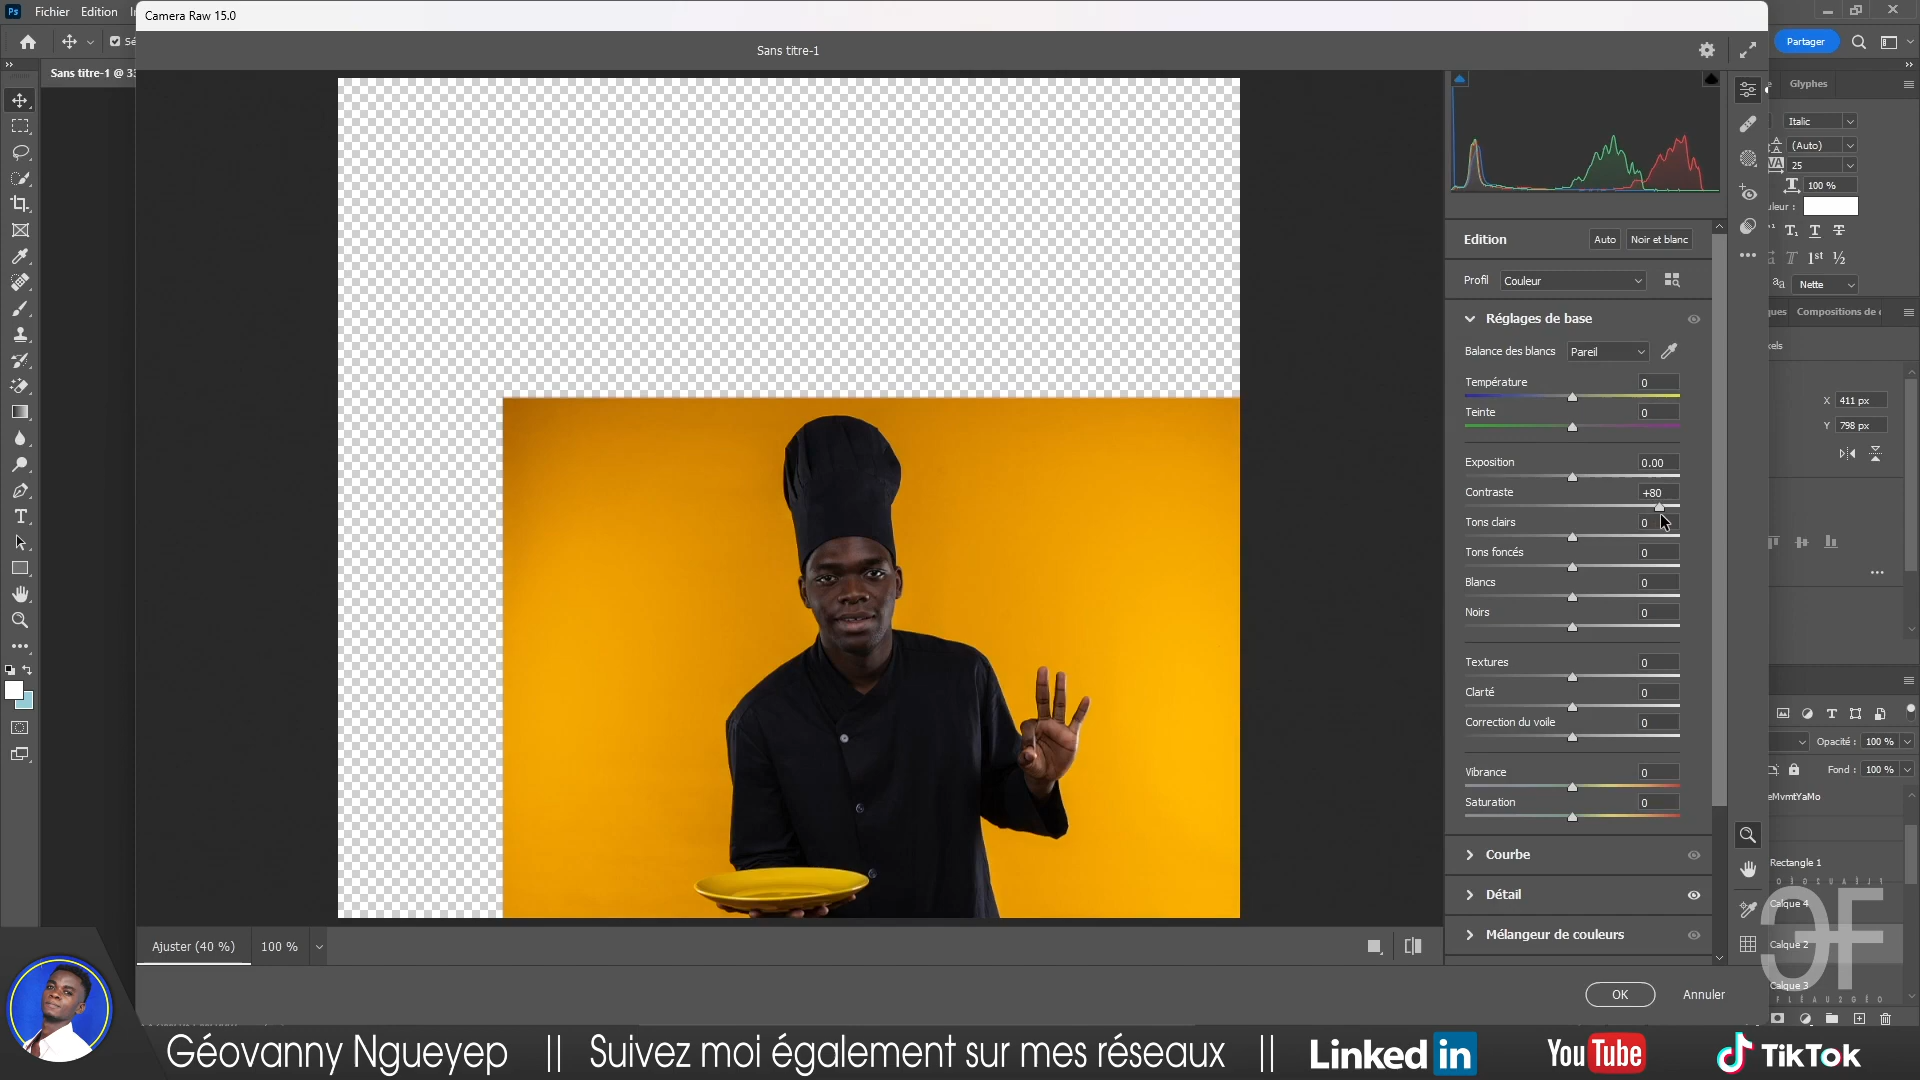 Ps Fichier Edition
Camera Raw 15.0
Sans titre-1
Partager
Sans titre-1 @ 33
Glyphes
Italic
(Auto)
VA 25
100 %
Edition
Auto
Noir et blanc
Profil
Couleur
Nette
Réglages de base
Compositions de
Balance des blancs
Pareil
Température
0
Teinte
0
X 411 px
Y 798 px
Exposition
0.00
Contraste
+80
Tons clairs
0
Tons foncés
0
Blancs
0
Noirs
0
Textures
0
Clarté
0
Correction du voile
0
Opacité : 100 %
Fond : 100 %
Vibrance
0
Saturation
0
eMvmtYaMo
Courbe
Rectangle 1
Détail
Calque 4
Mélangeur de couleurs
Calque 2
Calque 3
Ajuster (40 %)
100 %
OK
Annuler
Géovanny Ngueyep || Suivez moi également sur mes réseaux || Linked in YouTube TikTok